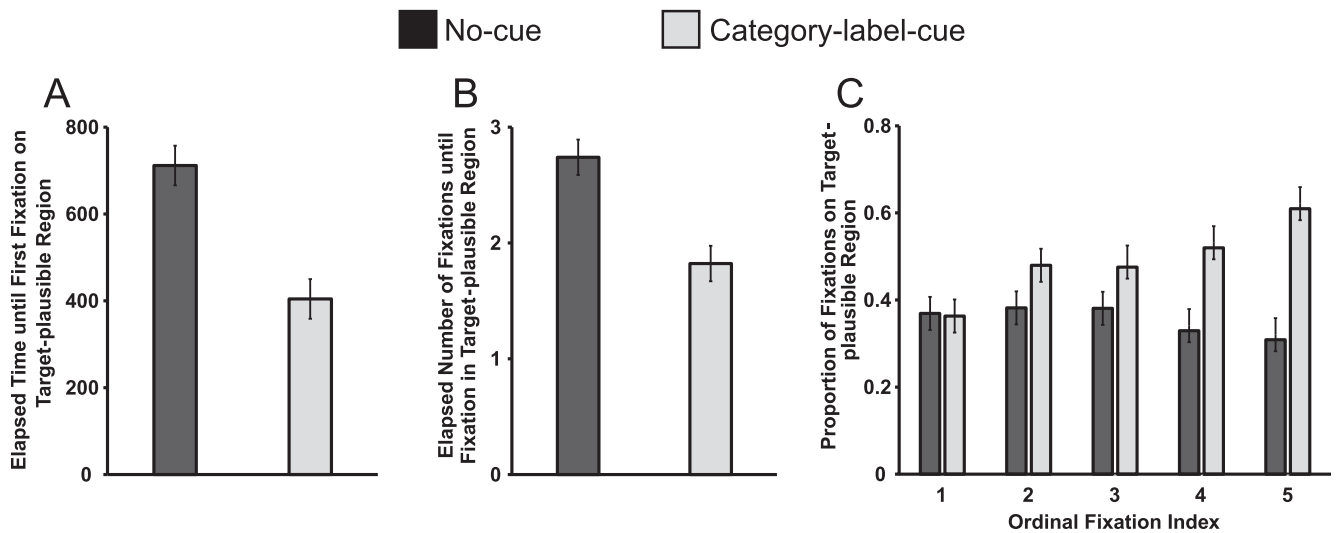 No-cue
Category-label-cue
A
Elapsed Time until First Fixation on
Target-plausible Region
800
600
400
200
0
B
Elapsed Number of Fixations until
Fixation in Target-plausible Region
3
2
1
0
C
Proportion of Fixations on Target-
plausible Region
0.8
0.6
0.4
0.2
0
1 2 3 4 5
Ordinal Fixation Index